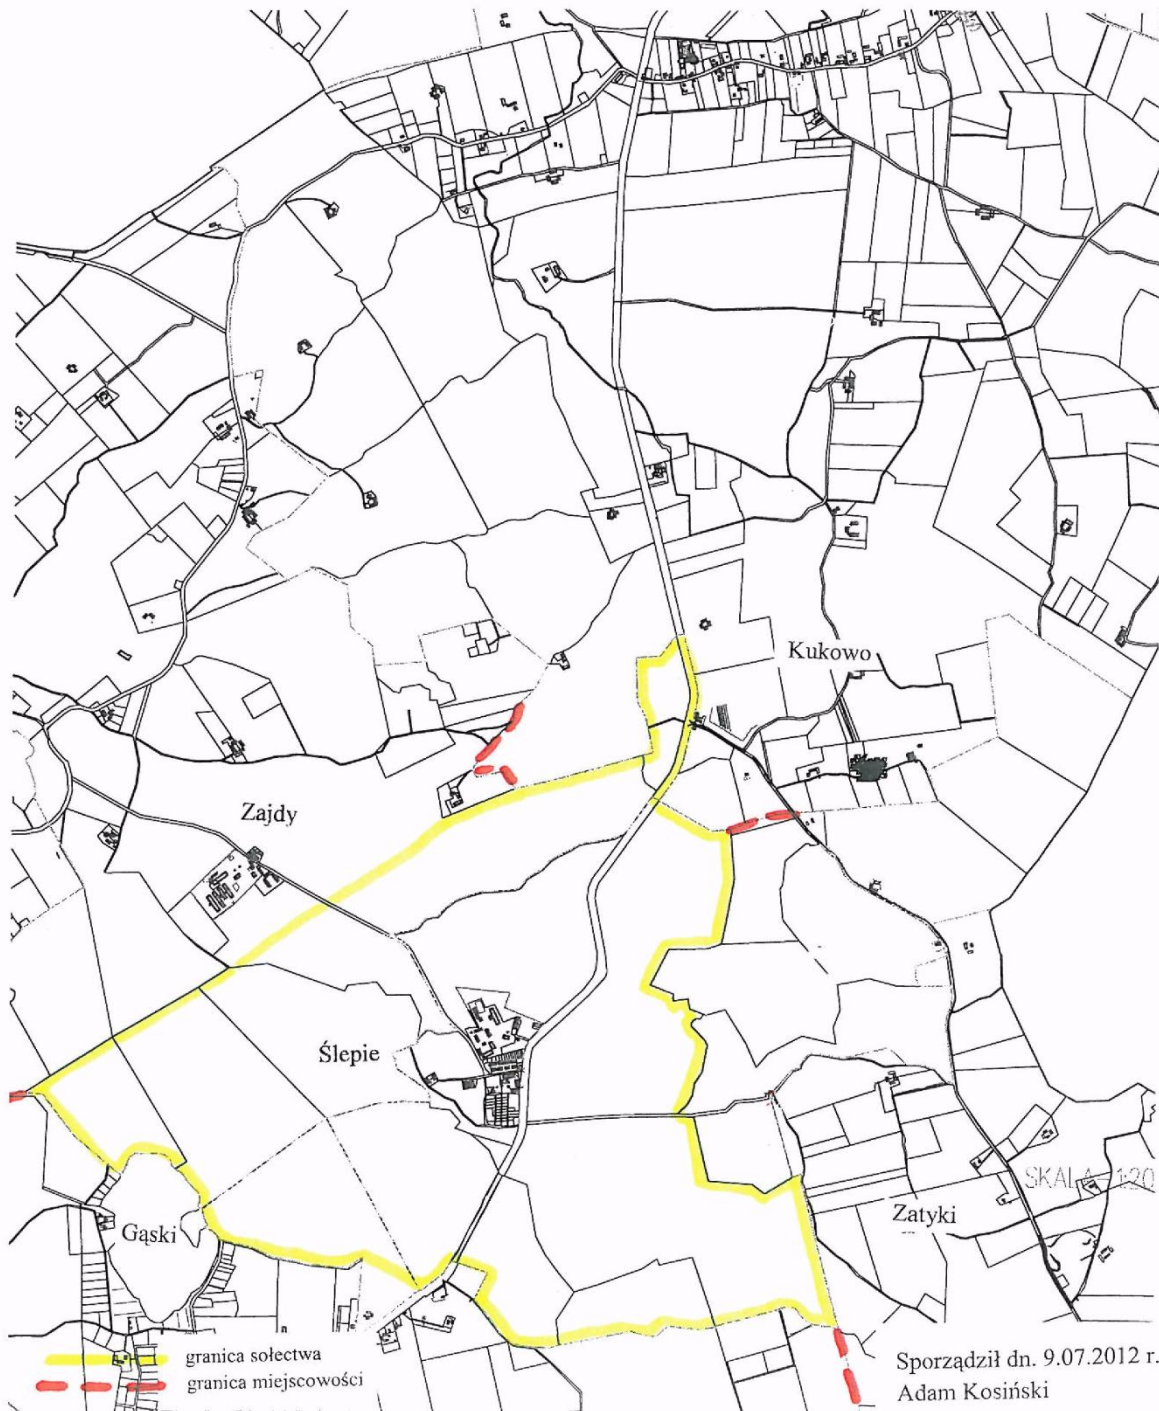 Kukowo
Zajdy
Ślepie
SKALA 1:20
Gąski
Zatyki
granica sołectwa
granica miejscowości
Sporządził dn. 9.07.2012 r.
Adam Kosiński